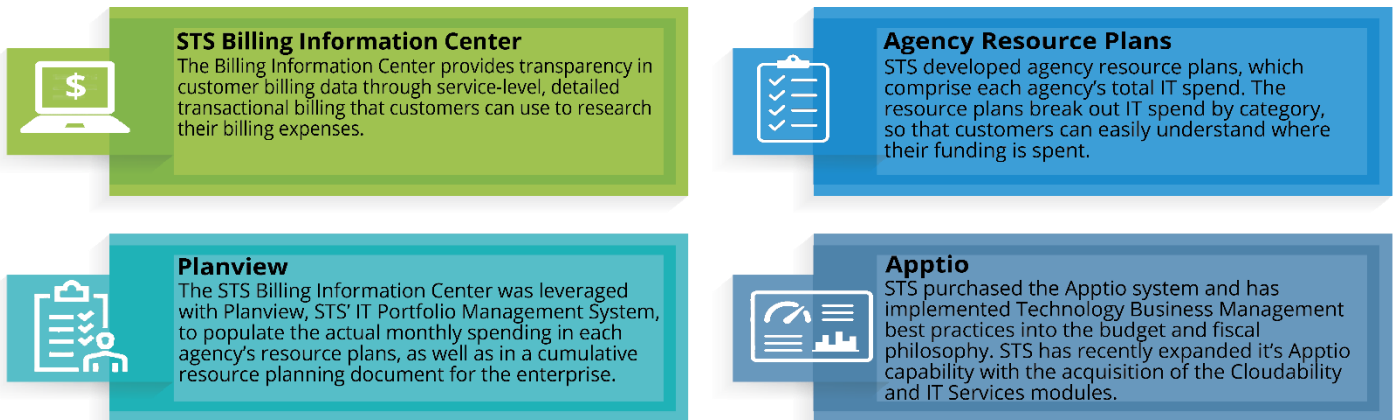 STS Billing Information Center
The Billing Information Center provides transparency in
customer billing data through service-level, detailed
transactional billing that customers can use to research
their billing expenses.
Agency Resource Plans
STS developed agency resource plans, which
comprise each agency's total IT spend. The
resource plans break out IT spend by category,
so that customers can easily understand where
their funding is spent.
Planview
The STS Billing Information Center was leveraged
with Planview, STS' IT Portfolio Management System,
to populate the actual monthly spending in each
agency's resource plans, as well as in a cumulative
resource planning document for the enterprise.
Apptio
STS purchased the Apptio system and has
implemented Technology Business Management
best practices into the budget and fiscal
philosophy. STS has recently expanded it's Apptio
capability with the acquisition of the Cloudability
and IT Services modules.